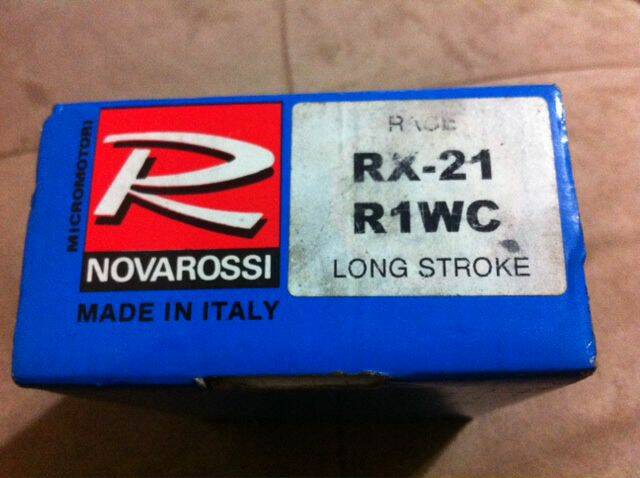 MICROMOTORI
R
NOVAROSSI
MADE IN ITALY
RACE
RX-21
R1WC
LONG STROKE